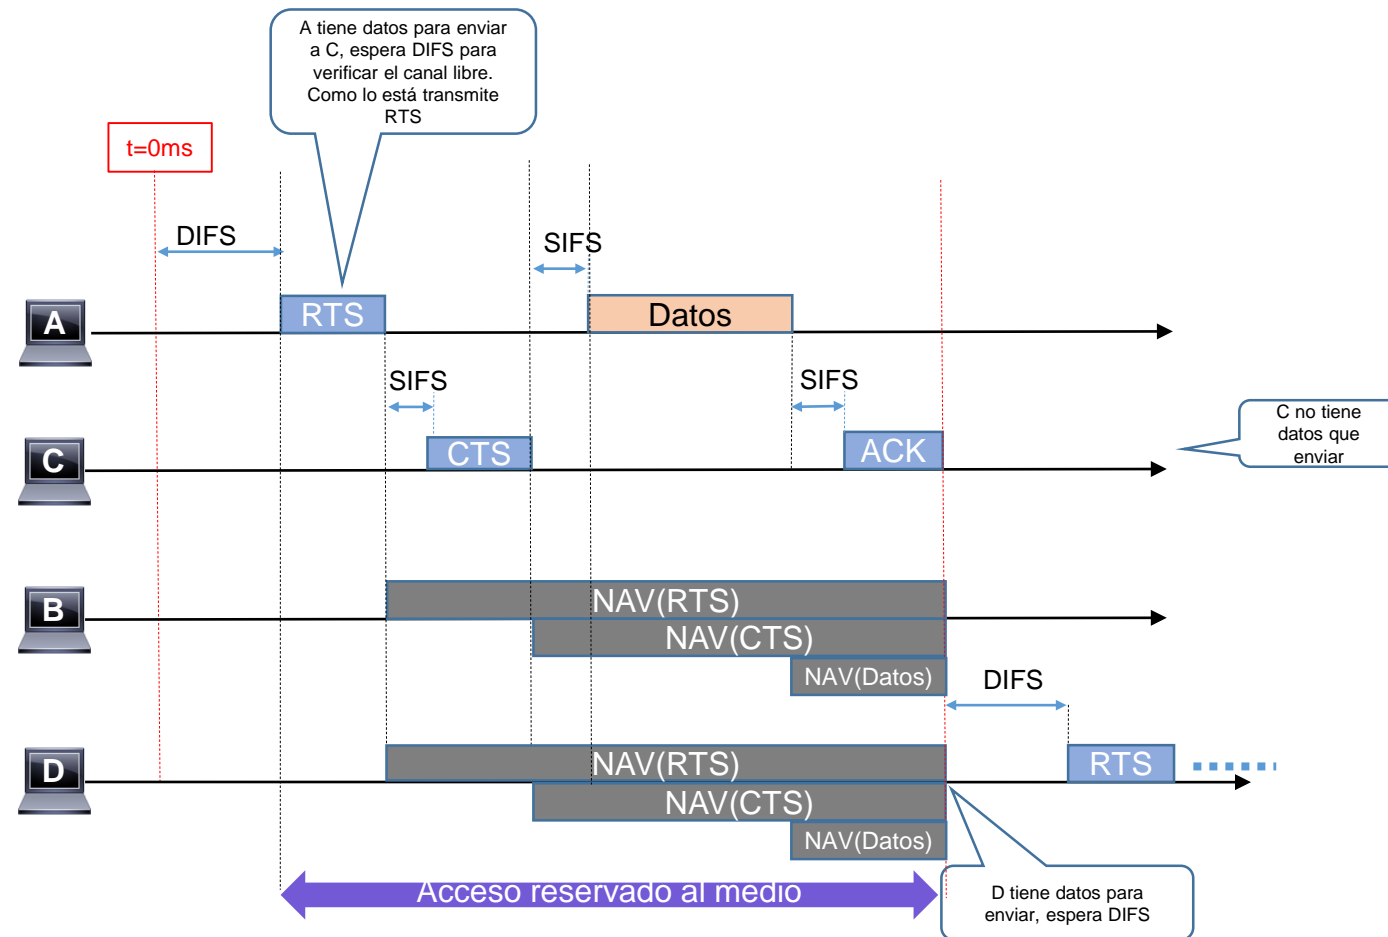 A tiene datos para enviar
a C, espera DIFS para
verificar el canal libre.
Como lo está transmite
RTS
t=0ms
DIFS
SIFS
A
RTS
Datos
SIFS
SIFS
C
CTS
ACK
C no tiene
datos que
enviar
B
NAV(RTS)
NAV(CTS)
NAV(Datos)
DIFS
D
NAV(RTS)
RTS
NAV(CTS)
NAV(Datos)
Acceso reservado al medio
D tiene datos para
enviar, espera DIFS